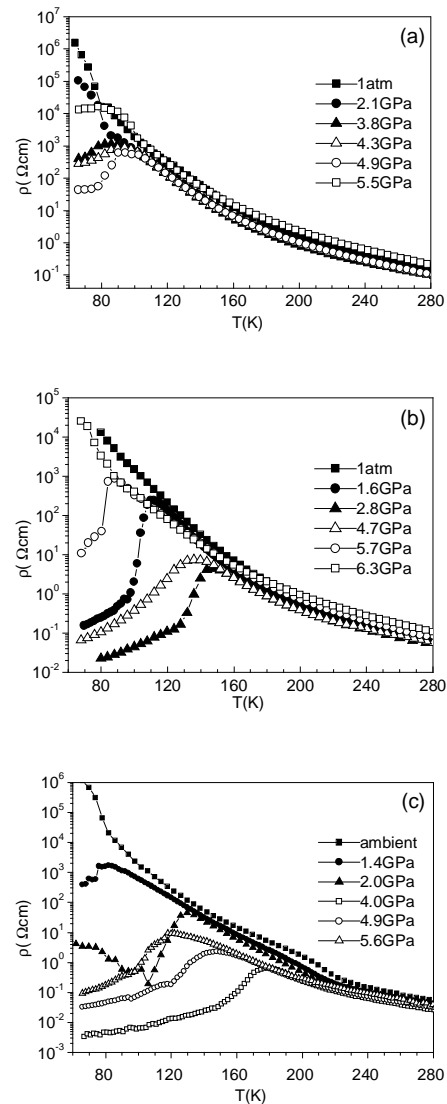 10^7
10^6
10^5
10^4
10^3
10^2
10^1
10^0
10^-1
ρ( Ωcm)
(a)
1atm
2.1GPa
3.8GPa
4.3GPa
4.9GPa
5.5GPa
80 120 160 200 240 280
T(K)
10^5
10^4
10^3
10^2
10^1
10^0
10^-1
10^-2
ρ( Ωcm)
(b)
1atm
1.6GPa
2.8GPa
4.7GPa
5.7GPa
6.3GPa
80 120 160 200 240 280
T(K)
10^6
10^5
10^4
10^3
10^2
10^1
10^0
10^-1
10^-2
10^-3
ρ( Ωcm)
(c)
ambient
1.4GPa
2.0GPa
4.0GPa
4.9GPa
5.6GPa
80 120 160 200 240 280
T(K)